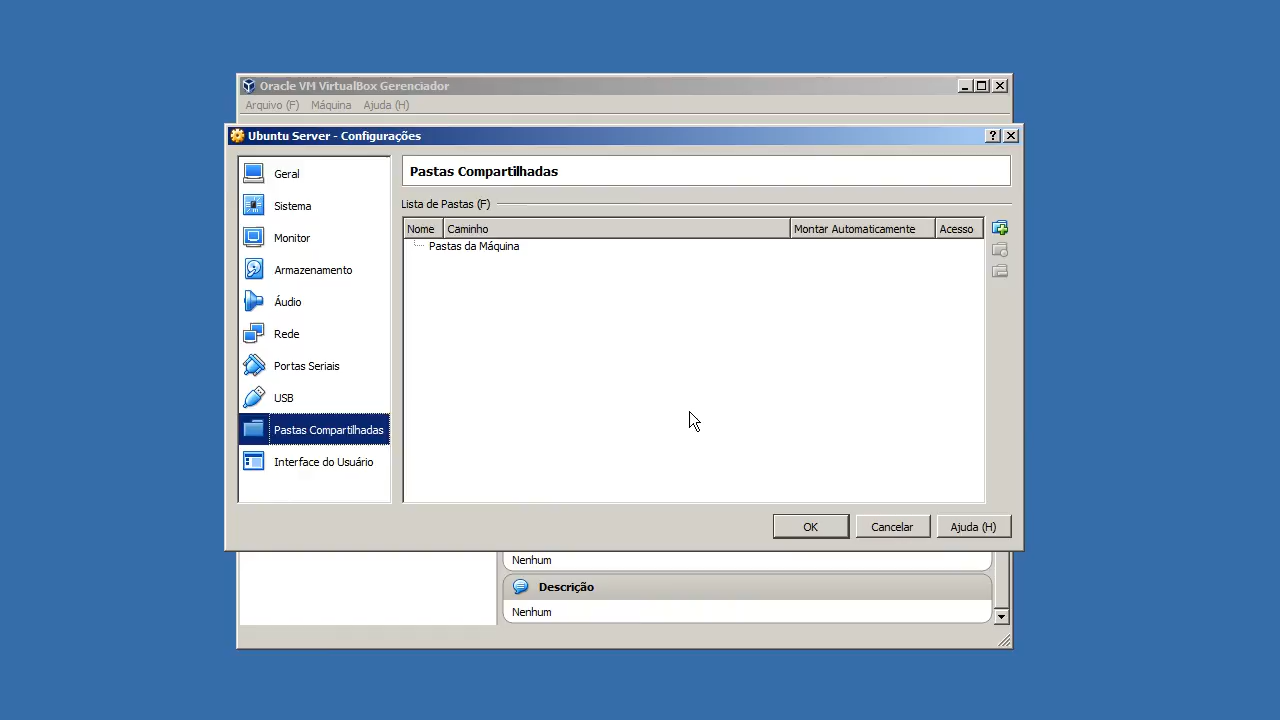 Oracle VM VirtualBox Gerenciador
Arquivo (F) Máquina Ajuda (H)
Ubuntu Server - Configurações
Geral
Sistema
Monitor
Armazenamento
Áudio
Rede
Portas Seriais
USB
Pastas Compartilhadas
Interface do Usuário
Pastas Compartilhadas
Lista de Pastas (F)
Nome Caminho Montar Automaticamente Acesso
Pastas da Máquina
OK Cancelar Ajuda (H)
Nenhum
Descrição
Nenhum